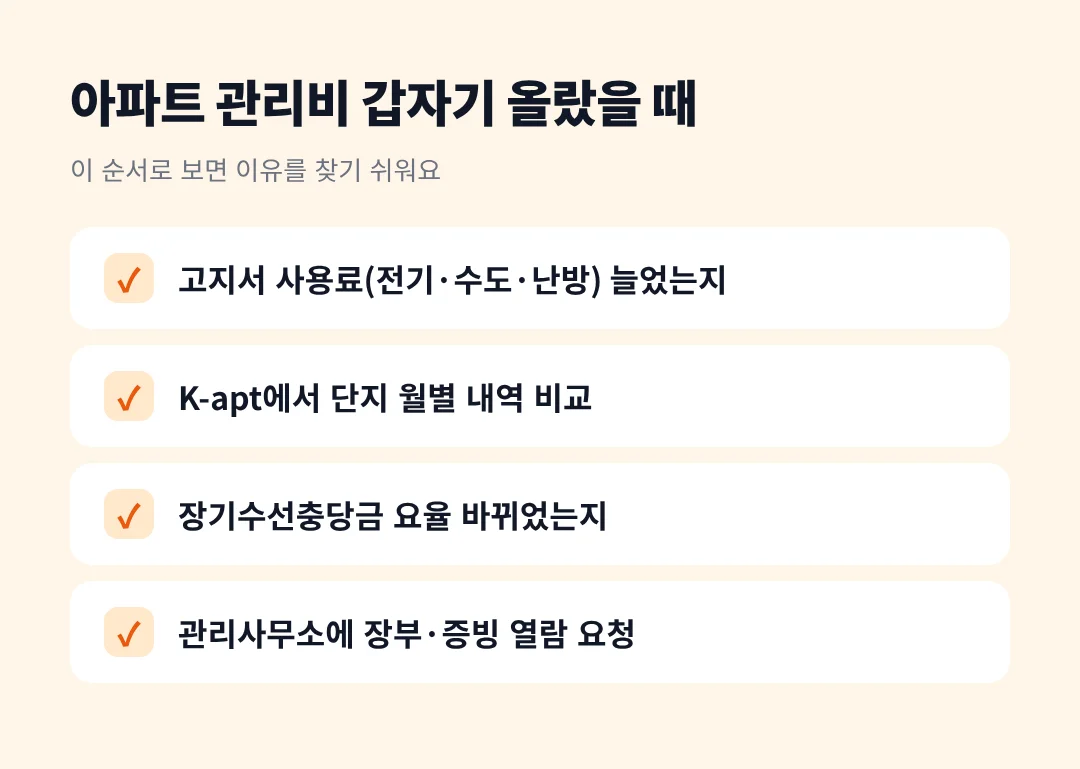 아파트 관리비 갑자기 올랐을 때
이 순서로 보면 이유를 찾기 쉬워요
✓ 고지서 사용료(전기·수도·난방) 늘었는지
✓ K-apt에서 단지 월별 내역 비교
✓ 장기수선충당금 요율 바뀌었는지
✓ 관리사무소에 장부·증빙 열람 요청